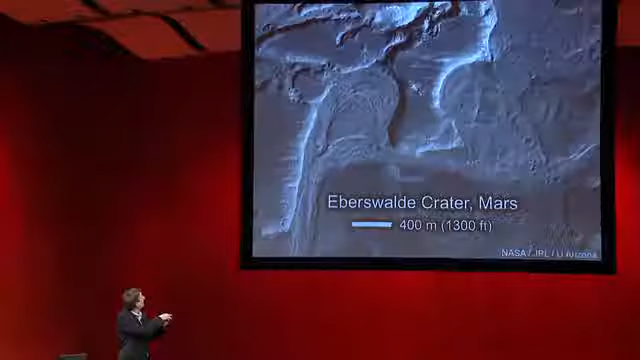 Eberswalde Crater, Mars
400 m (1300 ft)
NASA / JPL / U Arizona